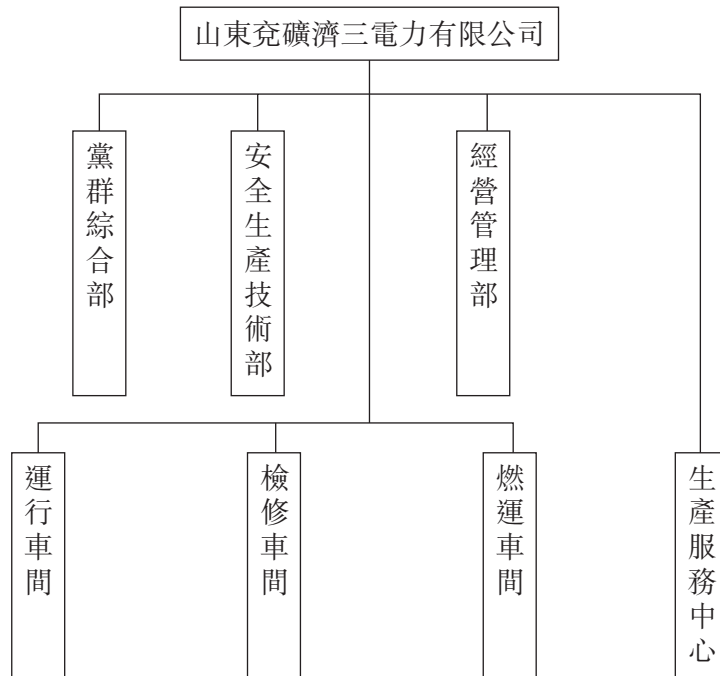 山東兗礦濟三電力有限公司
黨群綜合部
安全生產技術部
經營管理部
運行車間
檢修車間
燃運車間
生產服務中心